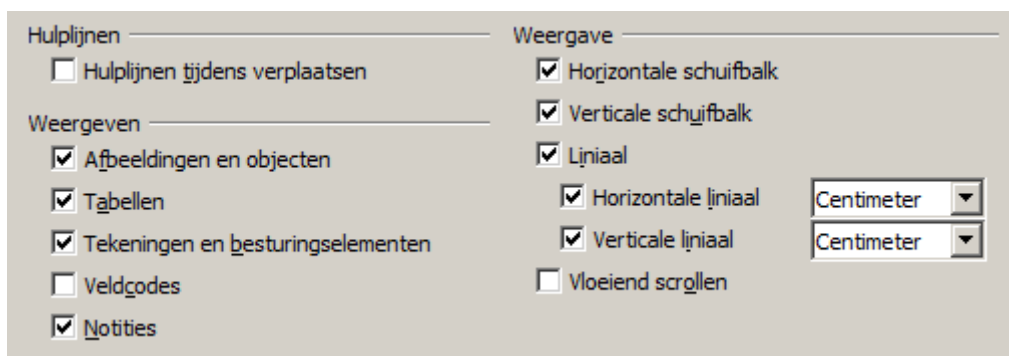 Hulplijnen
Hulplijnen tijdens verplaatsen
Weergeven
Afbeeldingen en objecten
Tabellen
Tekeningen en besturingselementen
Veldcodes
Notities
Weergave
Horizontale schuifbalk
Verticale schuifbalk
Liniaal
Horizontale liniaal Centimeter
Verticale liniaal Centimeter
Vloeiend scrollen